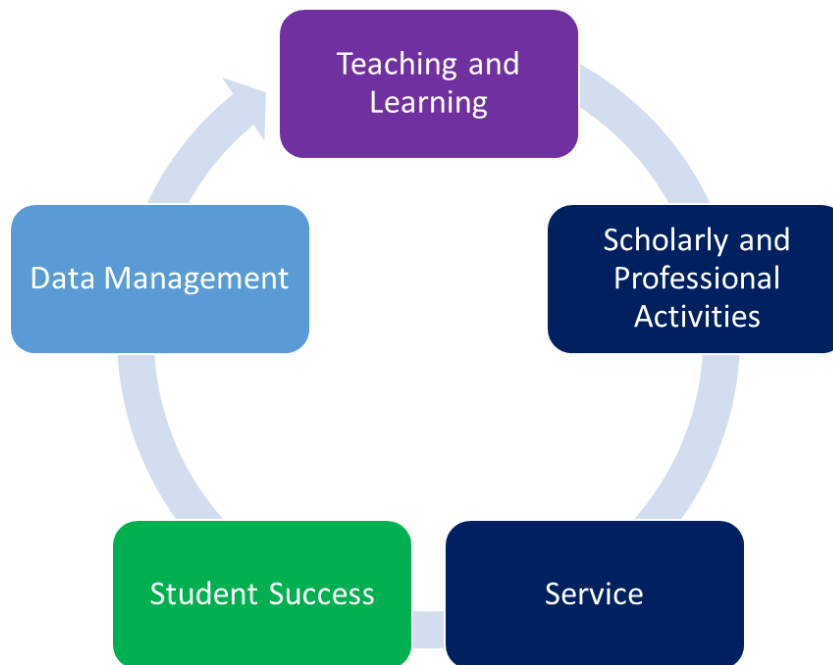 Teaching and
Learning
Scholarly and
Professional
Activities
Service
Student Success
Data Management